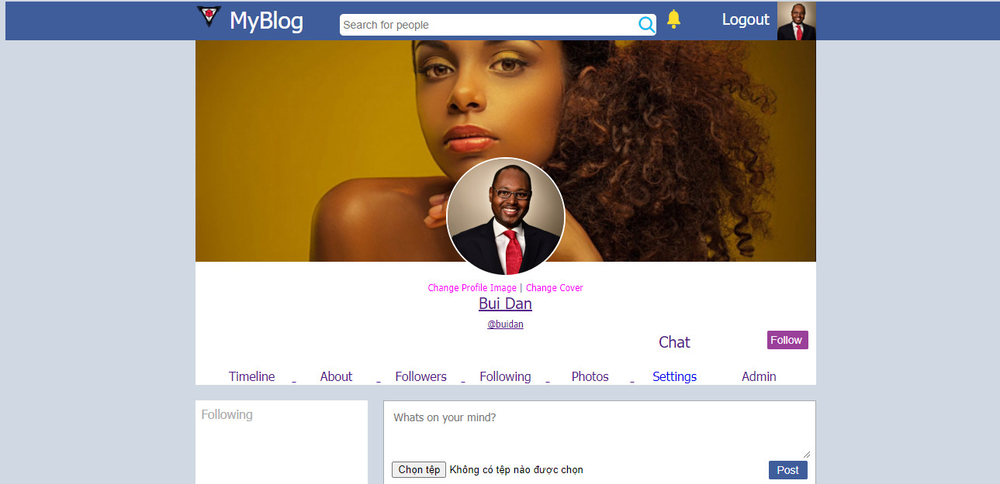 MyBlog
Search for people
Logout
Change Profile Image | Change Cover
Bui Dan
@buidan
Chat
Follow
Timeline _ About _ Followers _ Following _ Photos _ Settings Admin
Following
Whats on your mind?
Chọn tệp Không có tệp nào được chọn
Post